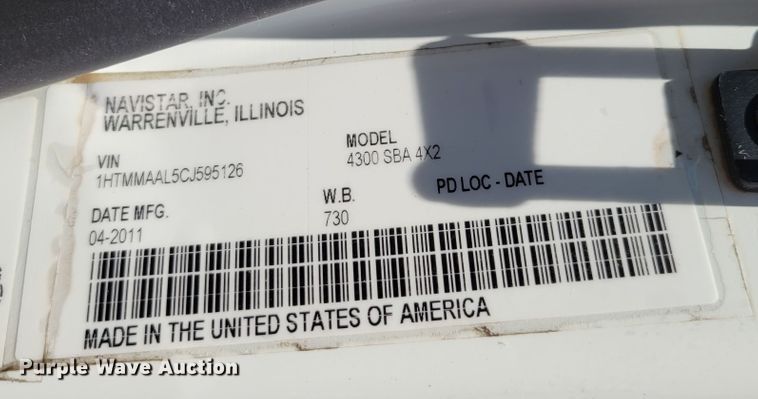 NAVISTAR, INC.
WARRENVILLE, ILLINOIS
VIN
1HTMMAAL5CJ595126
MODEL
4300 SBA 4X2
DATE MFG.
04-2011
W.B.
730
PD LOC - DATE
MADE IN THE UNITED STATES OF AMERICA
Purple Wave Auction